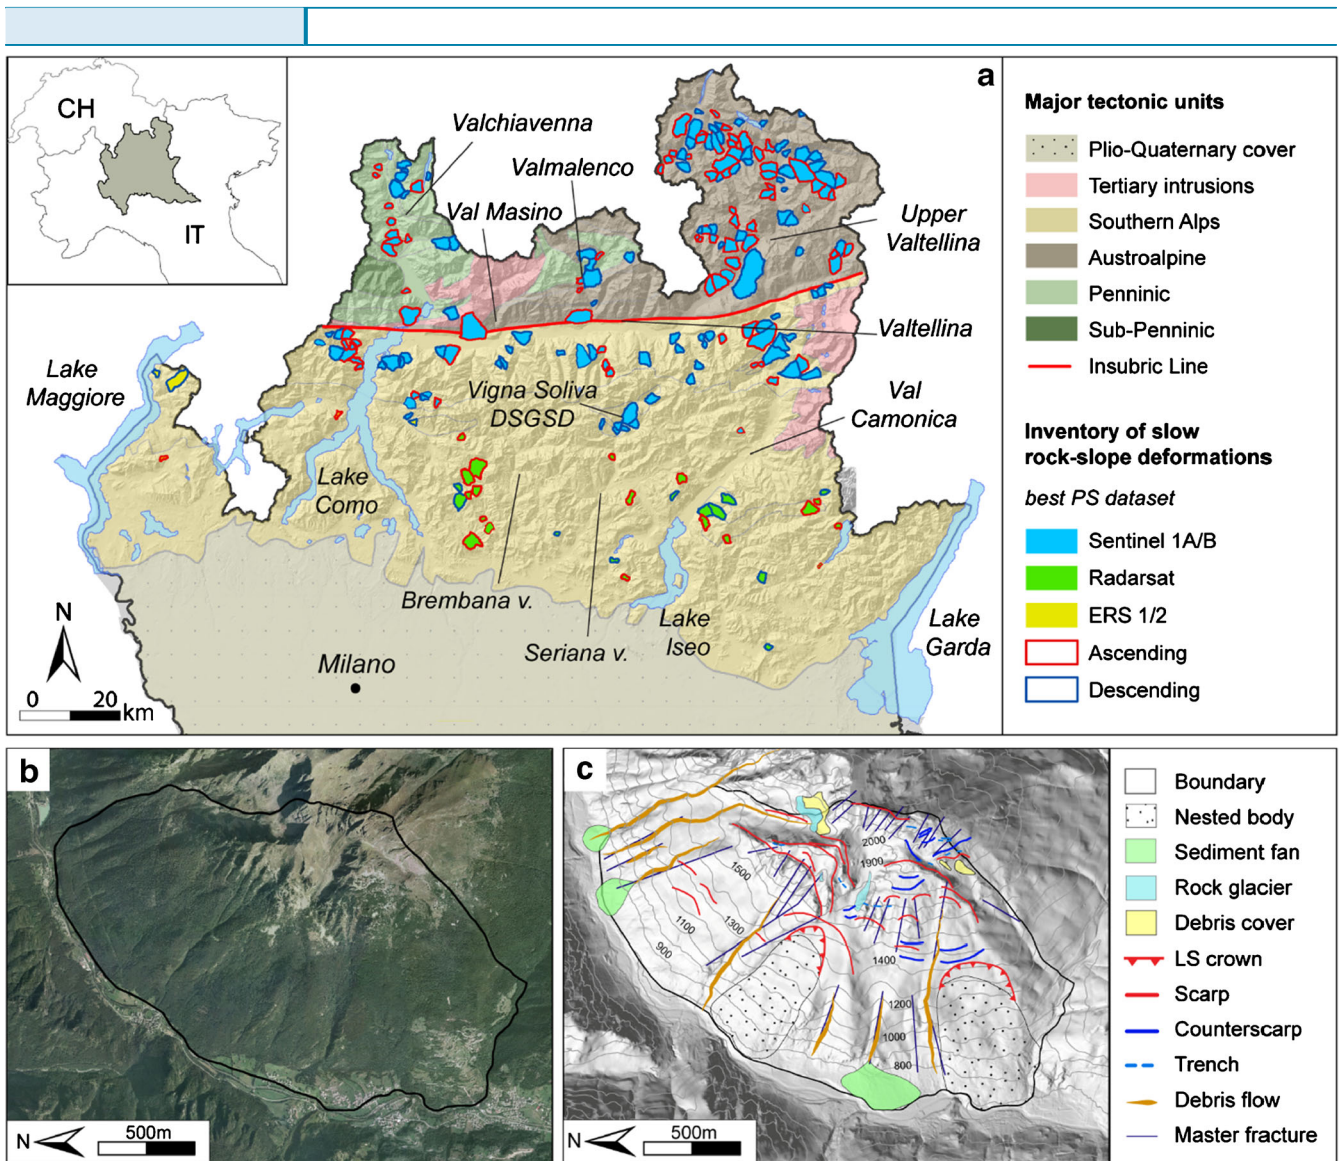 a
CH
IT
Valchiavenna
Valmalenco
Val Masino
Upper
Valtellina
Valtellina
Lake
Maggiore
Vigna Soliva
DSGSD
Val
Camonica
Lake
Como
Brembana v.
Seriana v.
Lake
Iseo
Lake
Garda
Milano
N
0 20
km
Major tectonic units
Plio-Quaternary cover
Tertiary intrusions
Southern Alps
Austroalpine
Penninic
Sub-Penninic
Insubric Line
Inventory of slow
rock-slope deformations
best PS dataset
Sentinel 1A/B
Radarsat
ERS 1/2
Ascending
Descending
b
N
500m
c
2000
1900
1500
1300
1100
900
1400
1200
1000
800
N
500m
Boundary
Nested body
Sediment fan
Rock glacier
Debris cover
LS crown
Scarp
Counterscarp
Trench
Debris flow
Master fracture